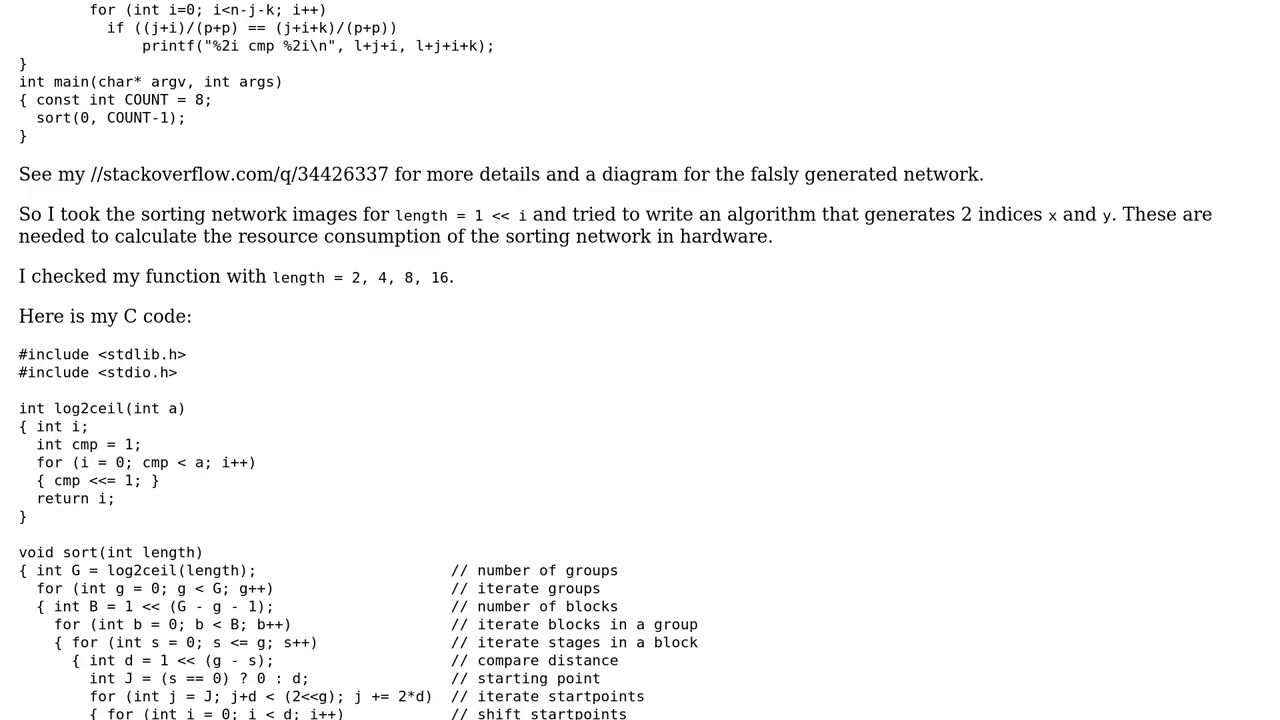 for (int i=0; i<n-j-k; i++)
          if ((j+i)/(p+p) == (j+i+k)/(p+p))
              printf("%2i cmp %2i\n", l+j+i, l+j+i+k);
}
int main(char* argv, int args)
{ const int COUNT = 8;
  sort(0, COUNT-1);
}
See my //stackoverflow.com/q/34426337 for more details and a diagram for the falsly generated network.
So I took the sorting network images for length = 1 << i and tried to write an algorithm that generates 2 indices x and y. These are
needed to calculate the resource consumption of the sorting network in hardware.
I checked my function with length = 2, 4, 8, 16.
Here is my C code:
#include <stdlib.h>
#include <stdio.h>
int log2ceil(int a)
{ int i;
  int cmp = 1;
  for (i = 0; cmp < a; i++)
  { cmp <<= 1; }
  return i;
}
void sort(int length)
{ int G = log2ceil(length);                      // number of groups
  for (int g = 0; g < G; g++)                    // iterate groups
  { int B = 1 << (G - g - 1);                    // number of blocks
    for (int b = 0; b < B; b++)                  // iterate blocks in a group
    { for (int s = 0; s <= g; s++)               // iterate stages in a block
      { int d = 1 << (g - s);                    // compare distance
        int J = (s == 0) ? 0 : d;                // starting point
        for (int j = J; j+d < (2<<g); j += 2*d)  // iterate startpoints
        { for (int i = 0; i < d; i++)            // shift startpoints